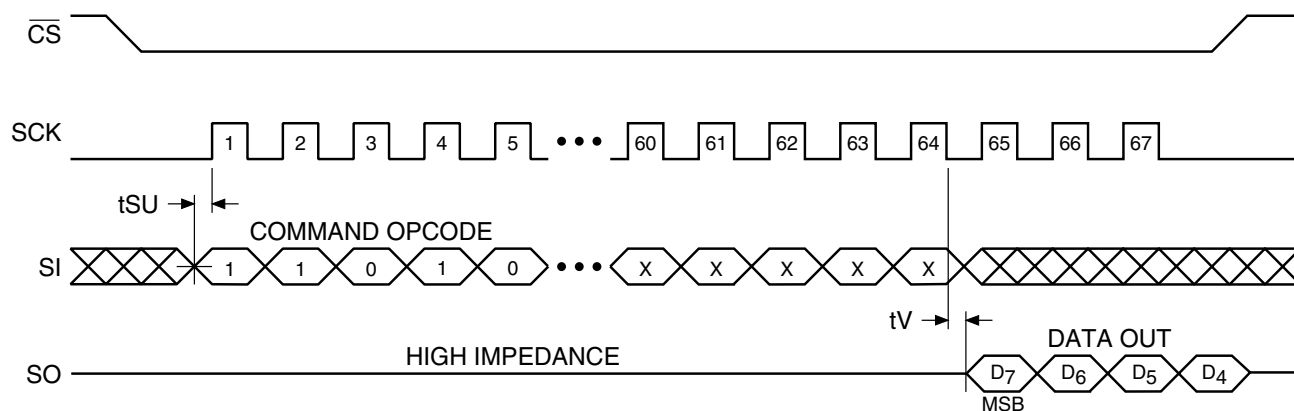 CS
SCK
1 2 3 4 5 ••• 60 61 62 63 64 65 66 67
tSU
COMMAND OPCODE
SI
1 1 0 1 0 ••• X X X X X
tV
HIGH IMPEDANCE
DATA OUT
SO
D7 D6 D5 D4
MSB